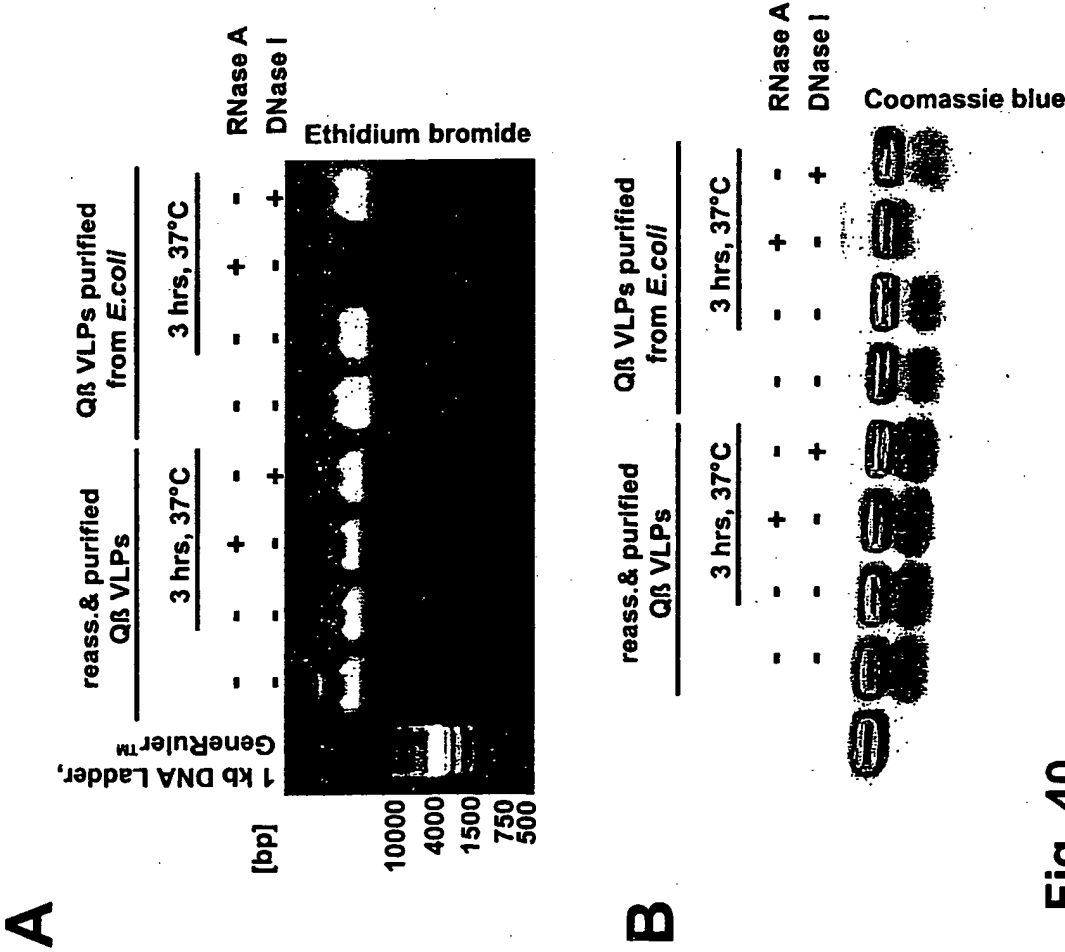 A
reass.& purified
Qß VLPs
Qß VLPs purified
from E.coli
3 hrs, 37°C
3 hrs, 37°C
- - + - - - + - RNase A
- - - + - - - + DNase I
1 kb DNA Ladder,
GeneRuler™
[bp]
10000
4000
1500
750
500
Ethidium bromide
B
reass.& purified
Qß VLPs
Qß VLPs purified
from E.coli
3 hrs, 37°C
3 hrs, 37°C
- - + - - - + - RNase A
- - - + - - - + DNase I
Coomassie blue
Fig. 40